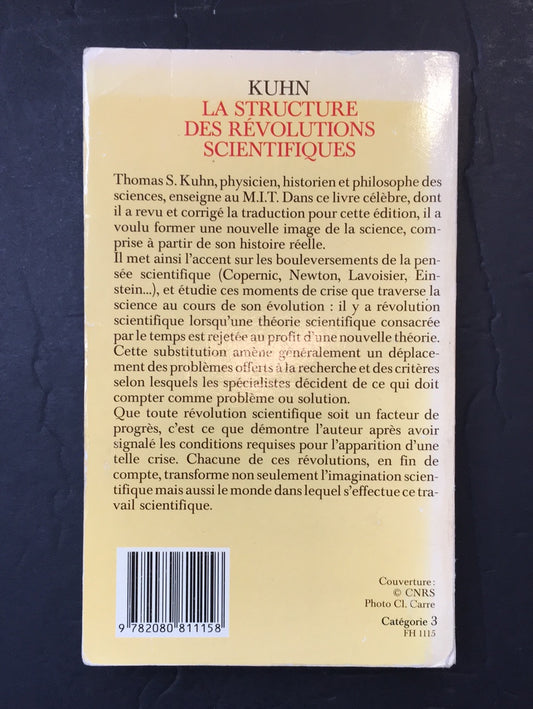 KUHN
LA STRUCTURE
DES RÉVOLUTIONS
SCIENTIFIQUES
Thomas S. Kuhn, physicien, historien et philosophe des
sciences, enseigne au M.I.T. Dans ce livre célèbre, dont
il a revu et corrigé la traduction pour cette édition, il a
voulu former une nouvelle image de la science, com-
prise à partir de son histoire réelle.
Il met ainsi l'accent sur les bouleversements de la pen-
sée scientifique (Copernic, Newton, Lavoisier, Ein-
stein...), et étudie ces moments de crise que traverse la
science au cours de son évolution : il y a révolution
scientifique lorsqu'une théorie scientifique consacrée
par le temps est rejetée au profit d'une nouvelle théorie.
Cette substitution amène généralement un déplace-
ment des problèmes offerts à la recherche et des critères
selon lesquels les spécialistes décident de ce qui doit
compter comme problème ou solution.
Que toute révolution scientifique soit un facteur de
progrès, c'est ce que démontre l'auteur après avoir
signalé les conditions requises pour l'apparition d'une
telle crise. Chacune de ces révolutions, en fin de
compte, transforme non seulement l'imagination scien-
tifique mais aussi le monde dans lequel s'effectue ce tra-
vail scientifique.
Couverture :
© CNRS
Photo Cl. Carre
Catégorie 3
FH 1115
9 782080 811158